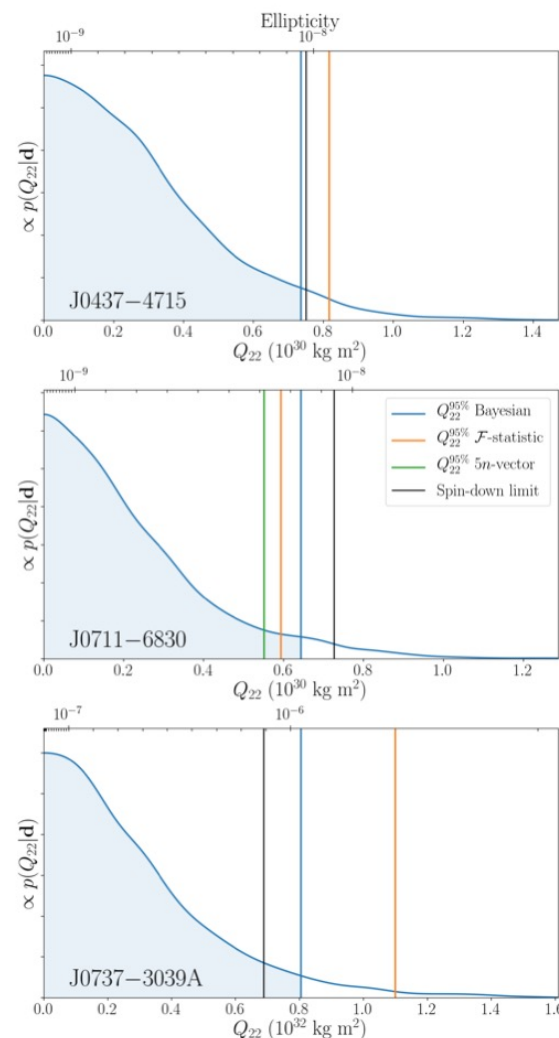 Ellipticity
10⁻⁹ 10⁻⁸
∝ p(Q₂₂|d)
J0437−4715
0.0 0.2 0.4 0.6 0.8 1.0 1.2 1.4
Q₂₂ (10³⁰ kg m²)
10⁻⁹ 10⁻⁸
Q₂₂^95% Bayesian
Q₂₂^95% F-statistic
Q₂₂^95% 5n-vector
Spin-down limit
∝ p(Q₂₂|d)
J0711−6830
0.0 0.2 0.4 0.6 0.8 1.0 1.2
Q₂₂ (10³⁰ kg m²)
10⁻⁷ 10⁻⁶
∝ p(Q₂₂|d)
J0737−3039A
0.0 0.2 0.4 0.6 0.8 1.0 1.2 1.4 1.6
Q₂₂ (10³² kg m²)